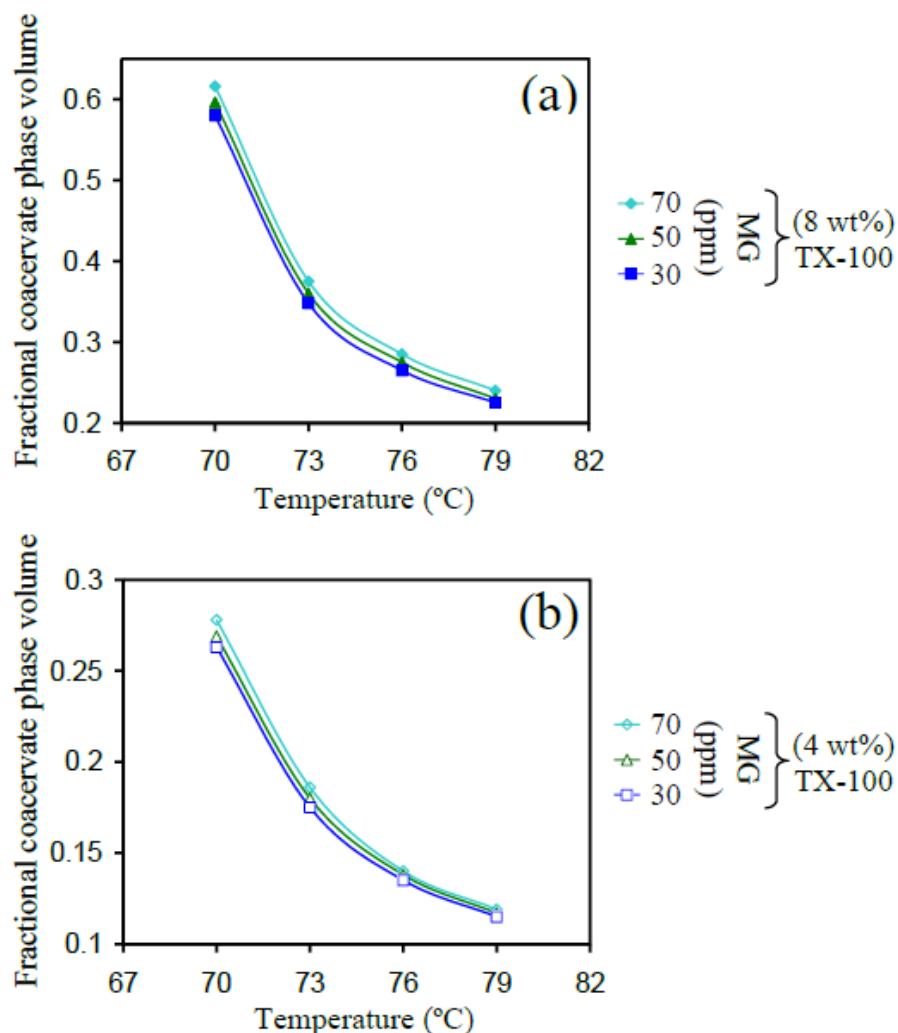 (a)
Fractional coacervate phase volume
0.6
0.5
0.4
0.3
0.2
67 70 73 76 79 82
Temperature (ºC)
70
50
30
(ppm)
MG
(8 wt%)
TX-100
(b)
Fractional coacervate phase volume
0.3
0.25
0.2
0.15
0.1
67 70 73 76 79 82
Temperature (ºC)
70
50
30
(ppm)
MG
(4 wt%)
TX-100